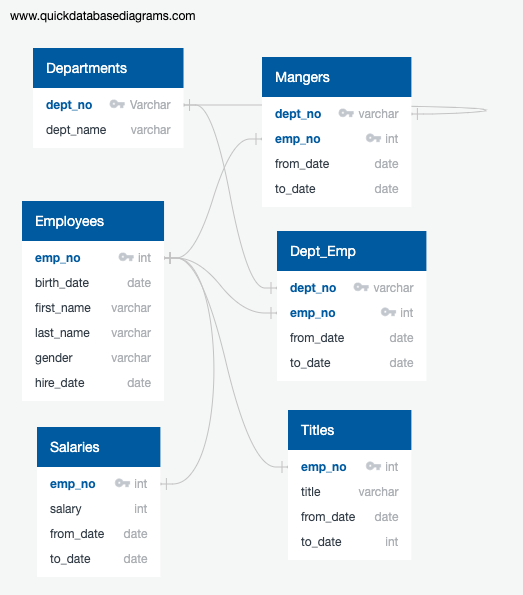 www.quickdatabasediagrams.com
Departments
dept_no Varchar
dept_name varchar
Mangers
dept_no varchar
emp_no int
from_date date
to_date date
Employees
emp_no int
birth_date date
first_name varchar
last_name varchar
gender varchar
hire_date date
Dept_Emp
dept_no varchar
emp_no int
from_date date
to_date date
Salaries
emp_no int
salary int
from_date date
to_date date
Titles
emp_no int
title varchar
from_date date
to_date int